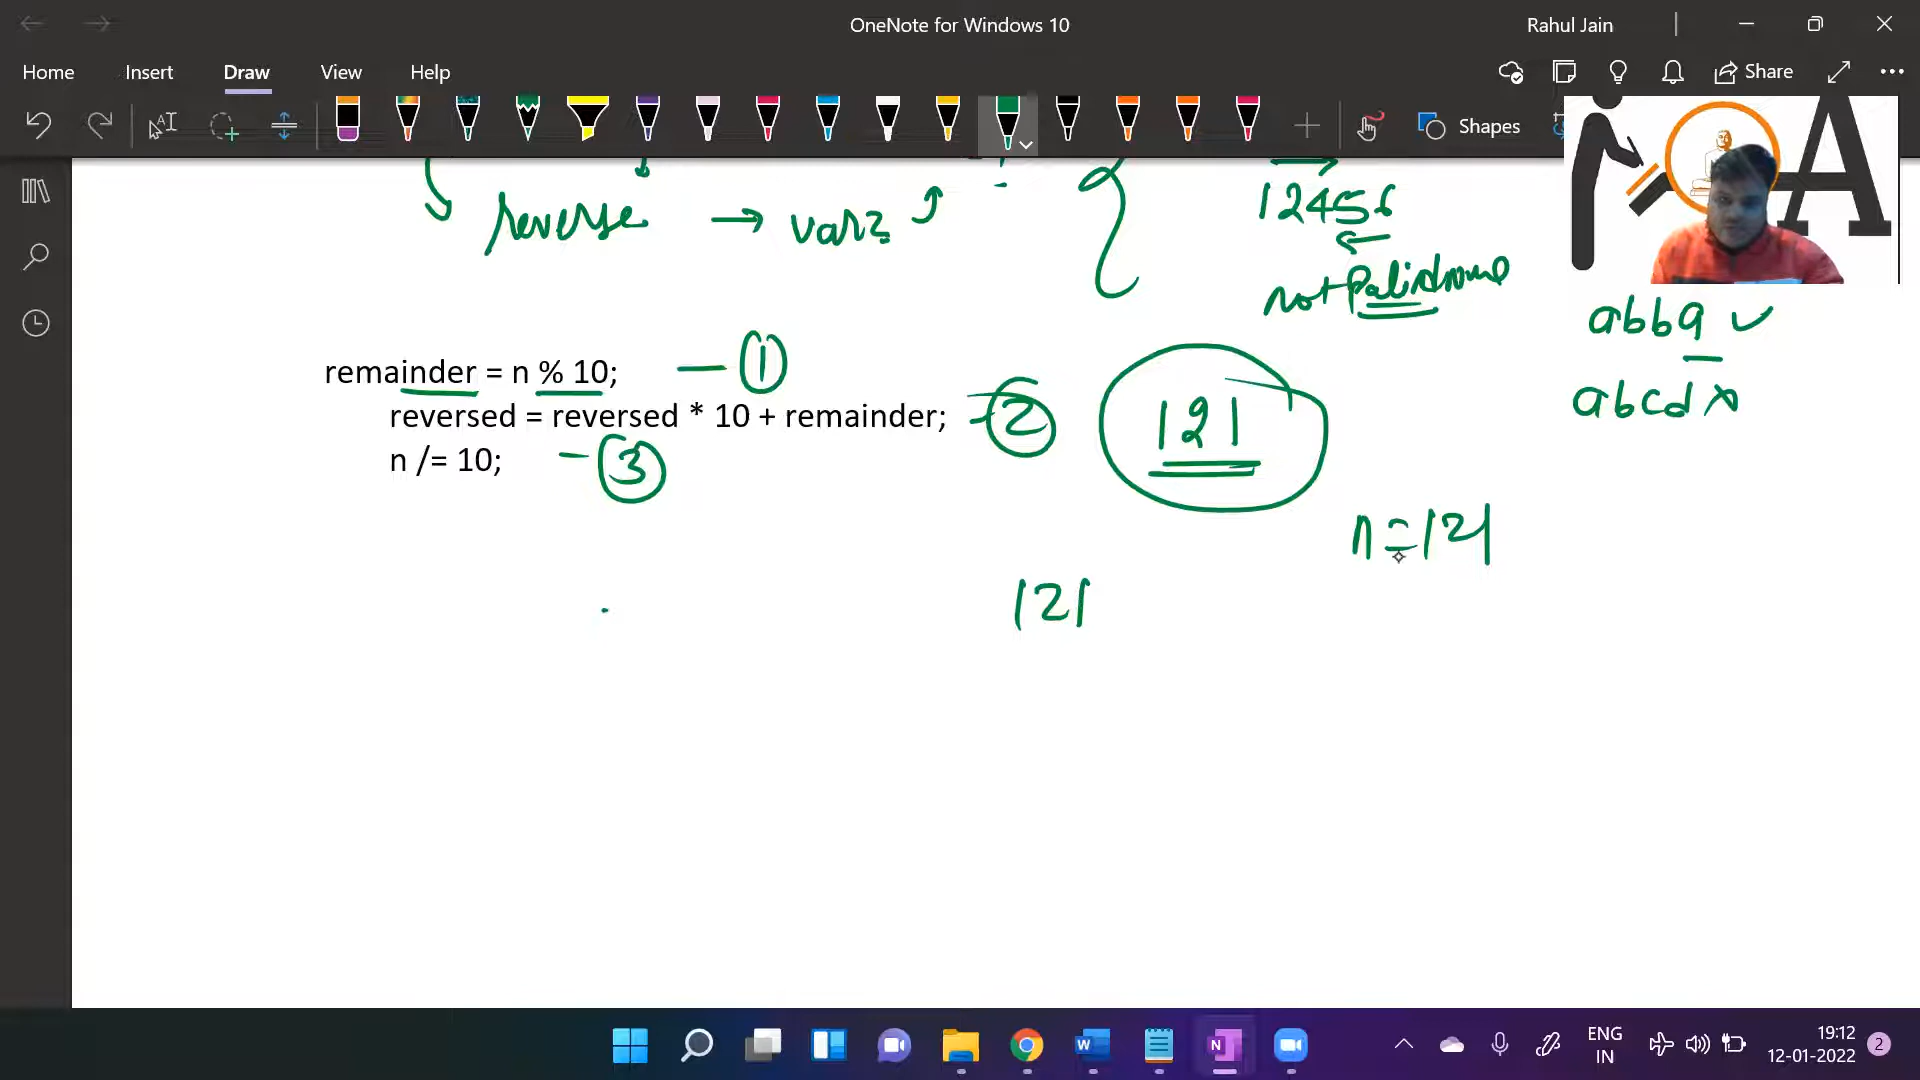 OneNote for Windows 10
Rahul Jain
Home Insert Draw View Help
Share
Shapes
A
reverse → var2
12456
not Palindrome
abba ✓
abcd x
remainder = n % 10; — 1
reversed = reversed * 10 + remainder; - 2
n /= 10; - 3
121
n = 121
121
ENG
IN
19:12
12-01-2022
2